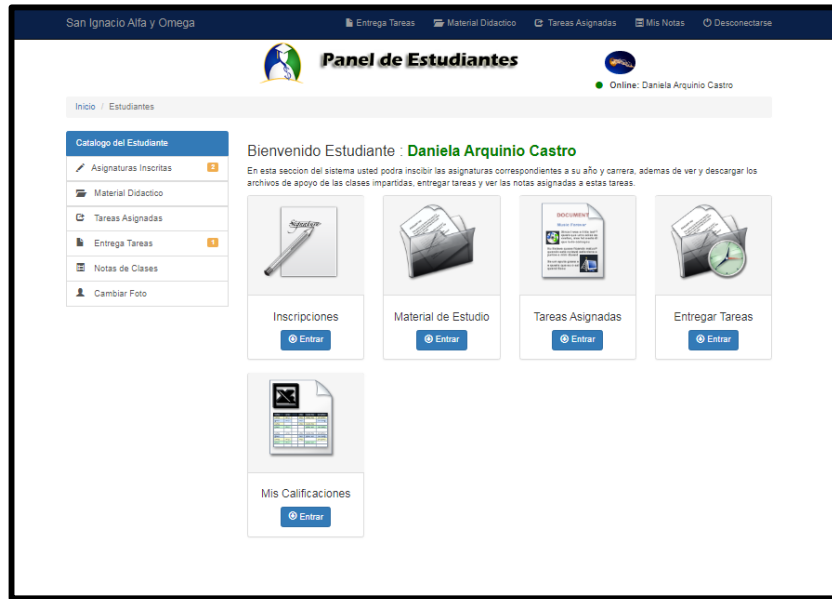 San Ignacio Alfa y Omega
Entrega Tareas Material Didactico Tareas Asignadas Mis Notas Desconectarse
Panel de Estudiantes
Online: Daniela Arquinio Castro
Inicio / Estudiantes
Catalogo del Estudiante
Asignaturas Inscritas 2
Material Didactico
Tareas Asignadas
Entrega Tareas 1
Notas de Clases
Cambiar Foto
Bienvenido Estudiante : Daniela Arquinio Castro
En esta seccion del sistema usted podra inscibir las asignaturas correspondientes a su año y carrera, ademas de ver y descargar los
archivos de apoyo de las clases impartidas, entregar tareas y ver las notas asignadas a estas tareas.
Signature
DOCUMENT
Inscripciones
Entrar
Material de Estudio
Entrar
Tareas Asignadas
Entrar
Entregar Tareas
Entrar
Mis Calificaciones
Entrar